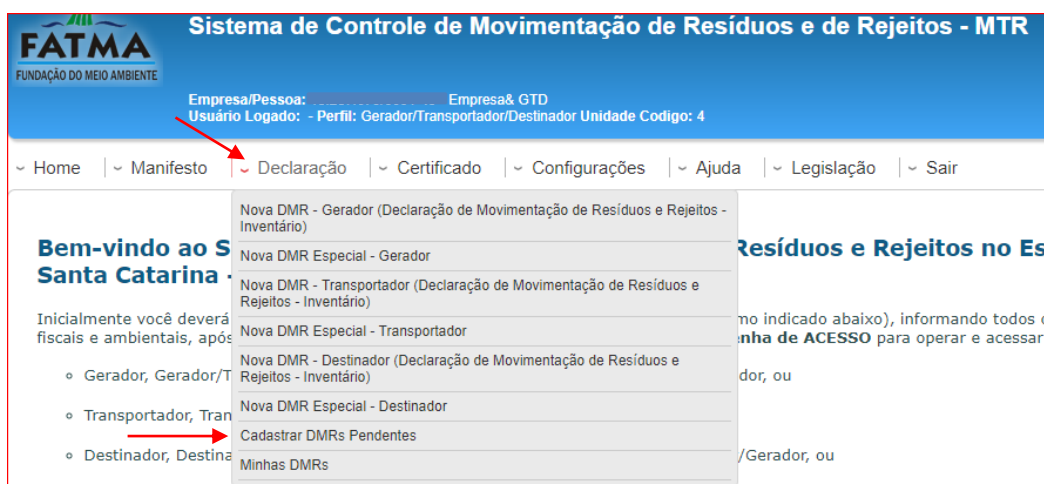 Sistema de Controle de Movimentação de Resíduos e de Rejeitos - MTR
FATMA
FUNDAÇÃO DO MEIO AMBIENTE
Empresa/Pessoa: Empresa& GTD
Usuário Logado: - Perfil: Gerador/Transportador/Destinador Unidade Codigo: 4
Home Manifesto Declaração Certificado Configurações Ajuda Legislação Sair
Nova DMR - Gerador (Declaração de Movimentação de Resíduos e Rejeitos -
Inventário)
Bem-vindo ao S Resíduos e Rejeitos no Es
Nova DMR Especial - Gerador
Santa Catarina -
Nova DMR - Transportador (Declaração de Movimentação de Resíduos e
Rejeitos - Inventário)
Inicialmente você deverá mo indicado abaixo), informando todos
Nova DMR Especial - Transportador
fiscais e ambientais, após nha de ACESSO para operar e acessar
Nova DMR - Destinador (Declaração de Movimentação de Resíduos e
Rejeitos - Inventário)
Gerador, Gerador/T dor, ou
Nova DMR Especial - Destinador
Transportador, Tran
Cadastrar DMRs Pendentes
Destinador, Destina /Gerador, ou
Minhas DMRs